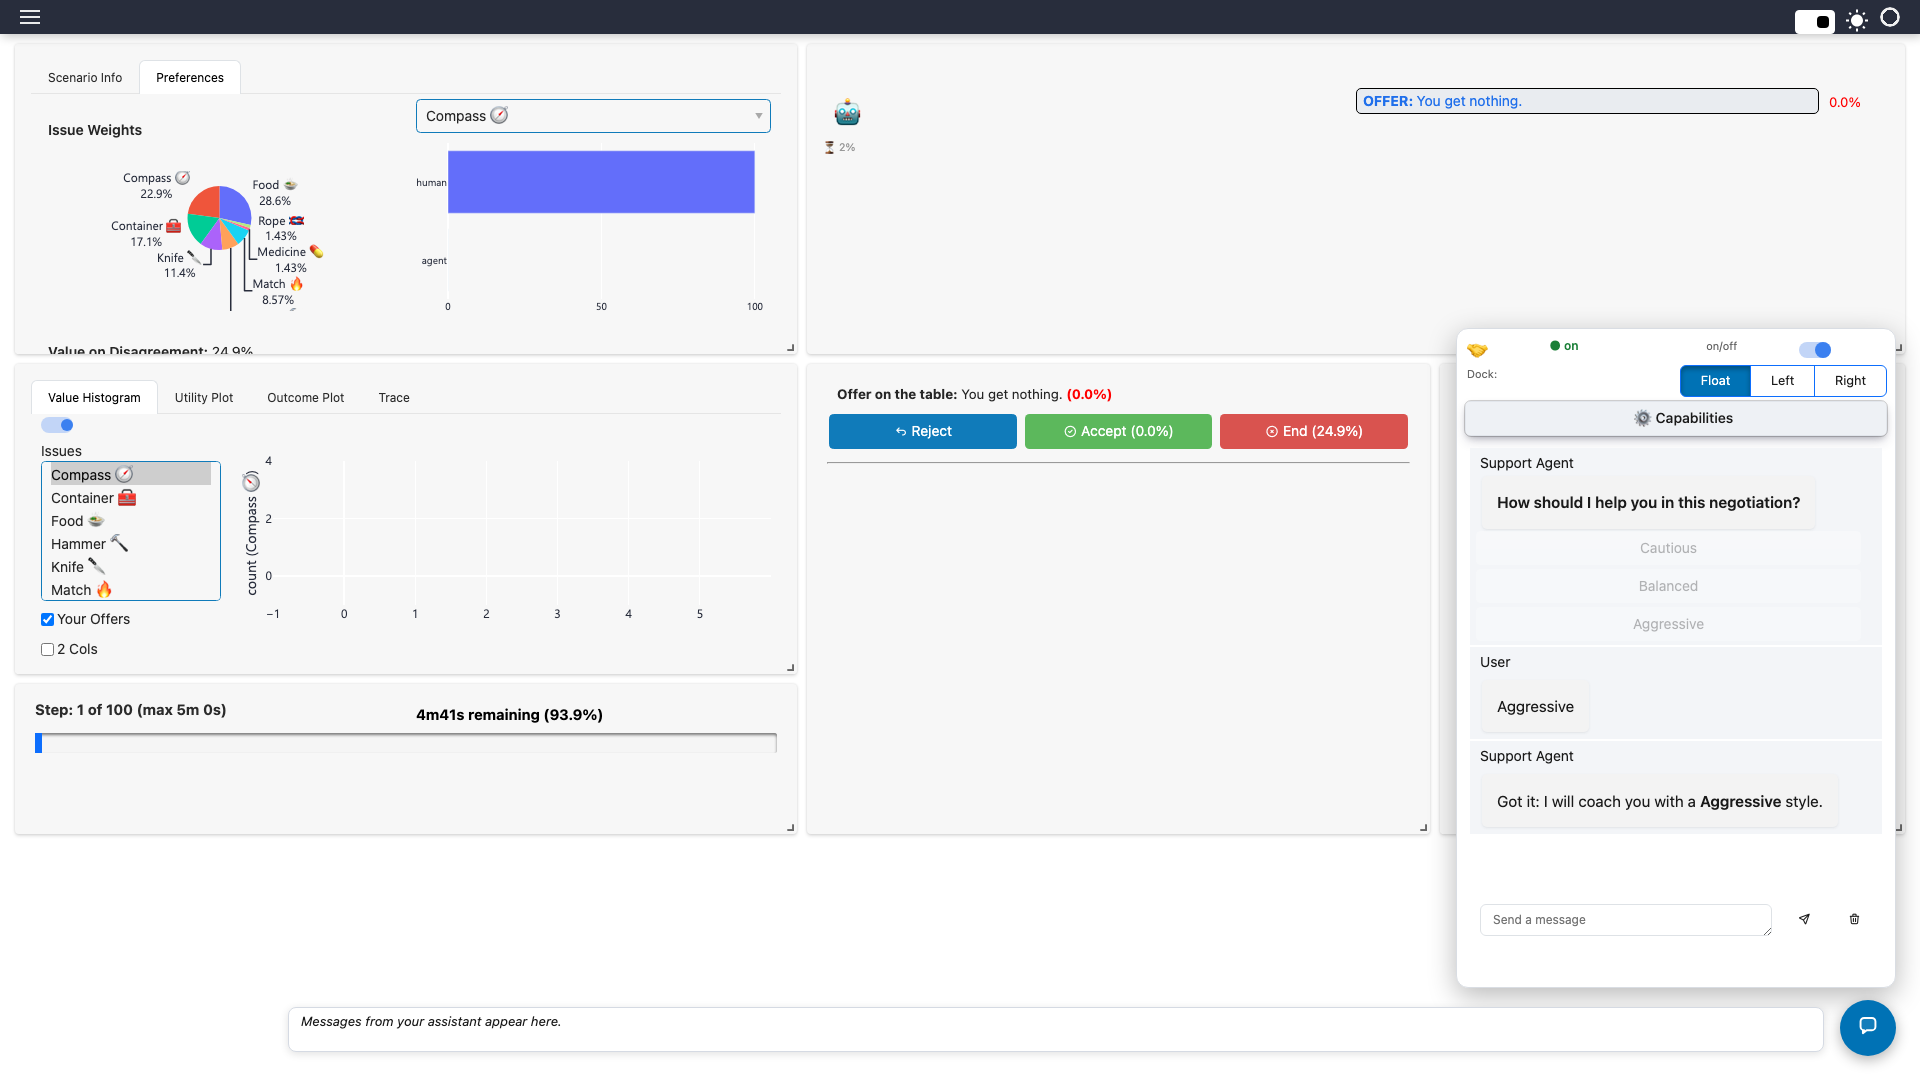 Scenario Info
Preferences
Issue Weights
Compass
22.9%
Food
28.6%
Rope
1.43%
Container
17.1%
Medicine
1.43%
Knife
11.4%
Match
8.57%
Value on Disagreement: 24.9%
Compass
human
agent
0
50
100
OFFER: You get nothing.
0.0%
2%
Value Histogram
Utility Plot
Outcome Plot
Trace
Issues
Compass
Container
Food
Hammer
Knife
Match
Your Offers
2 Cols
count (Compass )
4
2
0
−1
0
1
2
3
4
5
Step: 1 of 100 (max 5m 0s)
4m41s remaining (93.9%)
Offer on the table: You get nothing. (0.0%)
Reject
Accept (0.0%)
End (24.9%)
on
on/off
Dock:
Float
Left
Right
Capabilities
Support Agent
How should I help you in this negotiation?
Cautious
Balanced
Aggressive
User
Aggressive
Support Agent
Got it: I will coach you with a Aggressive style.
Send a message
Messages from your assistant appear here.